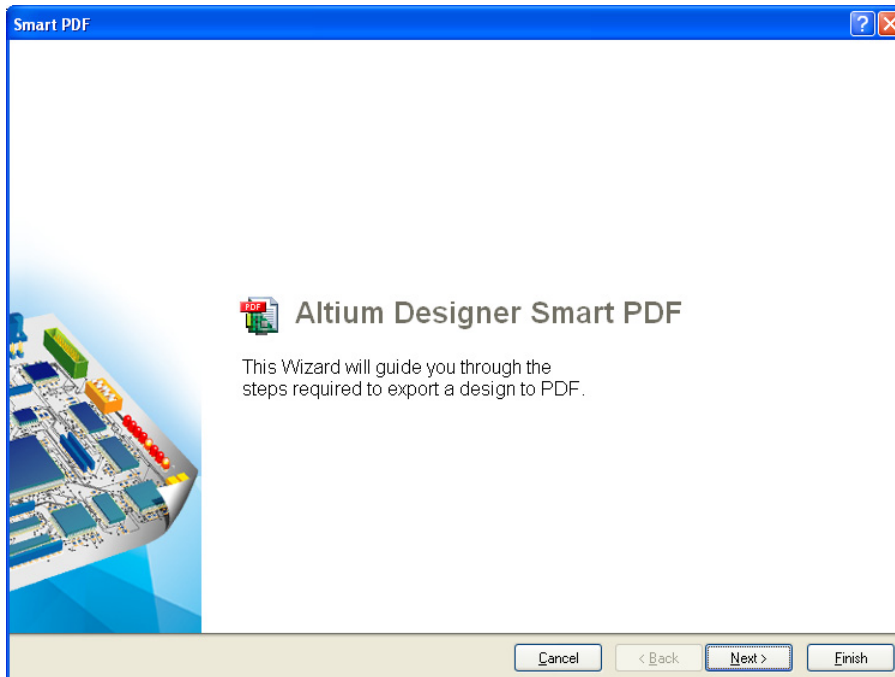 Smart PDF
PDF
Altium Designer Smart PDF
This Wizard will guide you through the
steps required to export a design to PDF.
Cancel
< Back
Next >
Finish